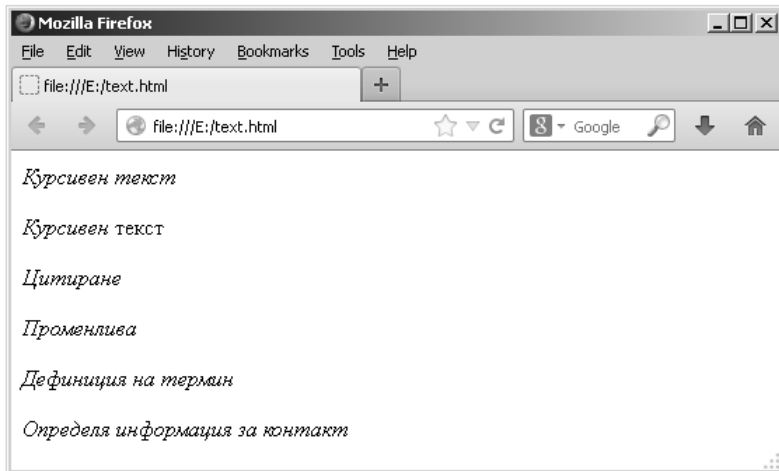 Mozilla Firefox
File Edit View History Bookmarks Tools Help
file:///E:/text.html
file:///E:/text.html Google
Курсивен текст
Курсивен текст
Цитиране
Променлива
Дефиниция на термин
Определя информация за контакт